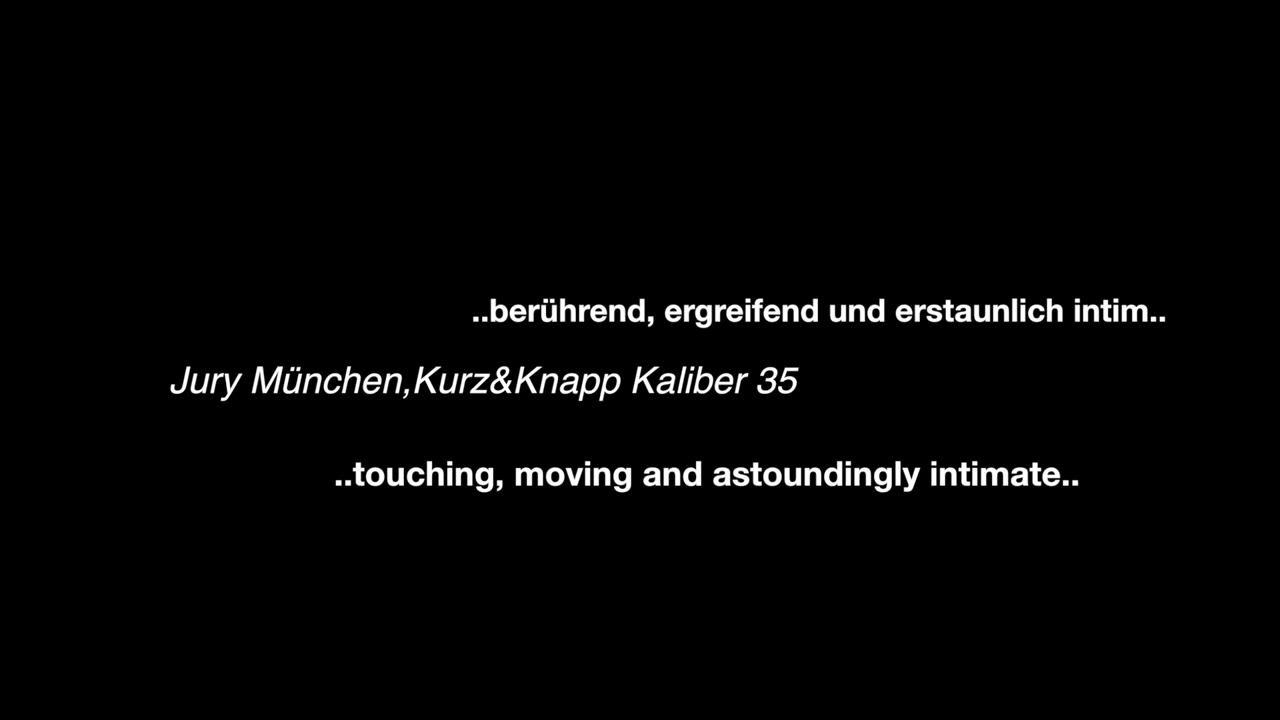 ..berührend, ergreifend und erstaunlich intim..
Jury München,Kurz&Knapp Kaliber 35
..touching, moving and astoundingly intimate..